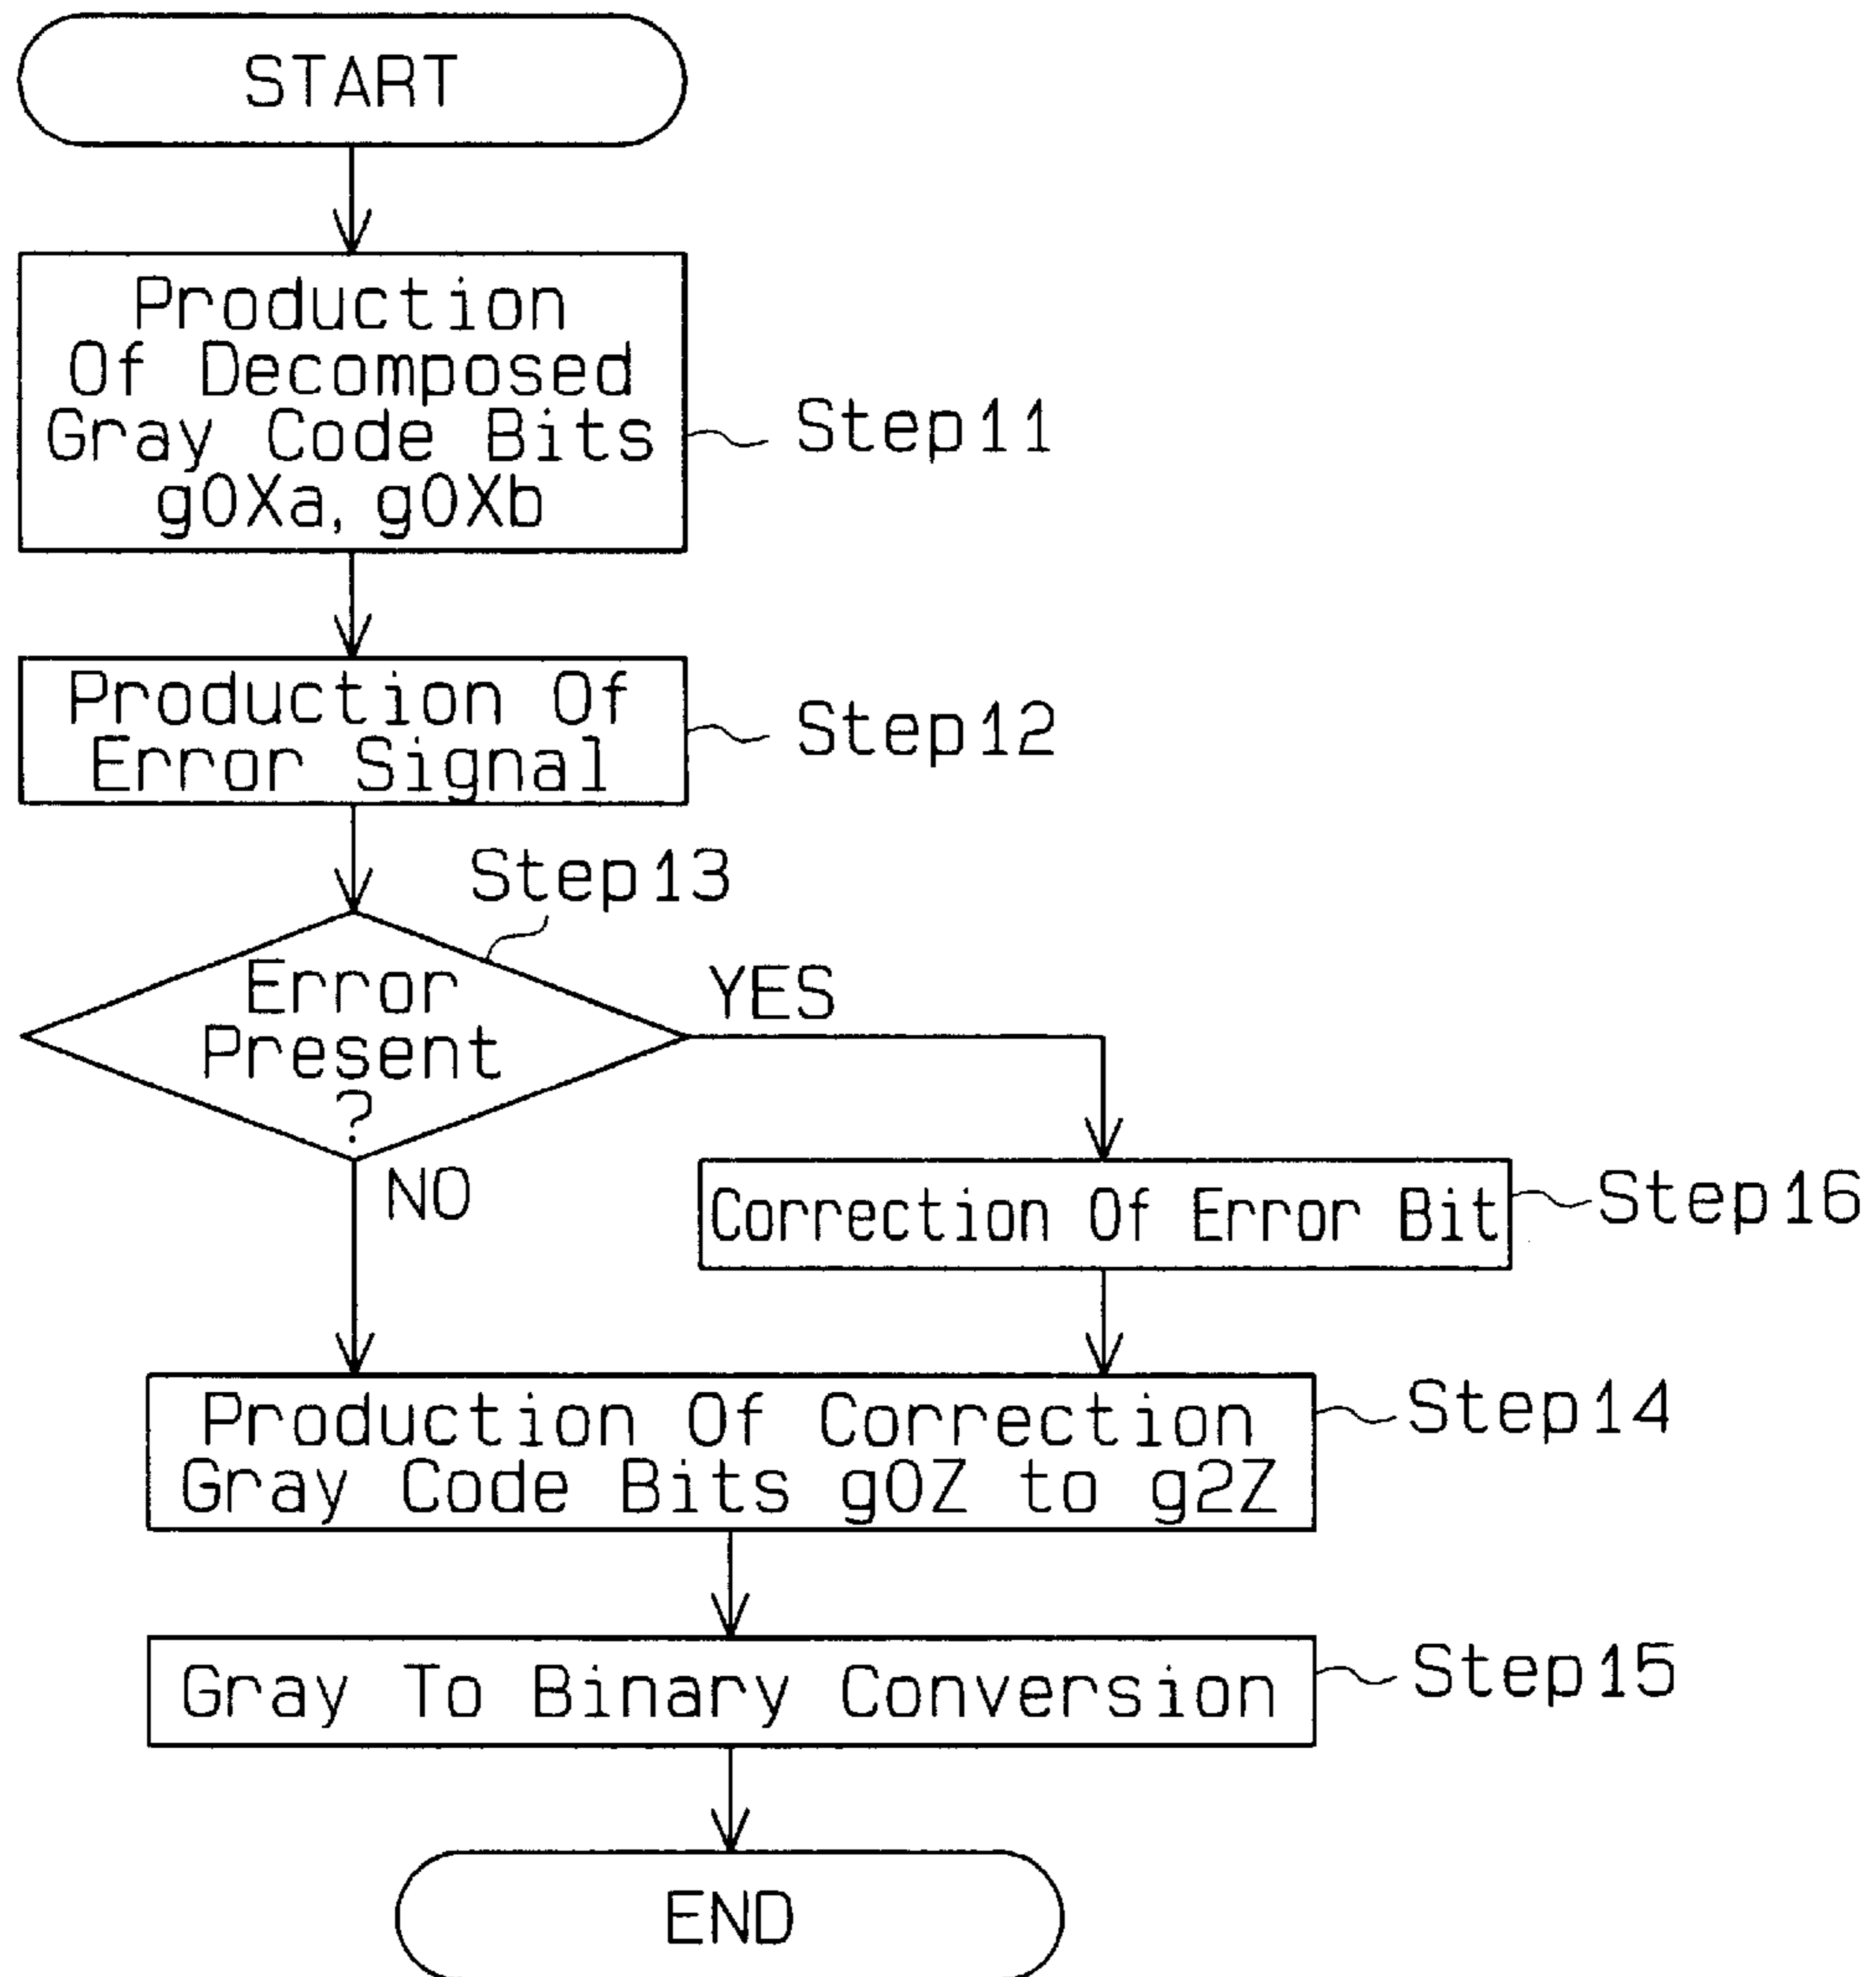 START
Production
Of Decomposed
Gray Code Bits
g0Xa, g0Xb
Step11
Production Of
Error Signal
Step12
Step13
Error
Present
?
YES
NO
Correction Of Error Bit
Step16
Production Of Correction
Gray Code Bits g0Z to g2Z
Step14
Gray To Binary Conversion
Step15
END